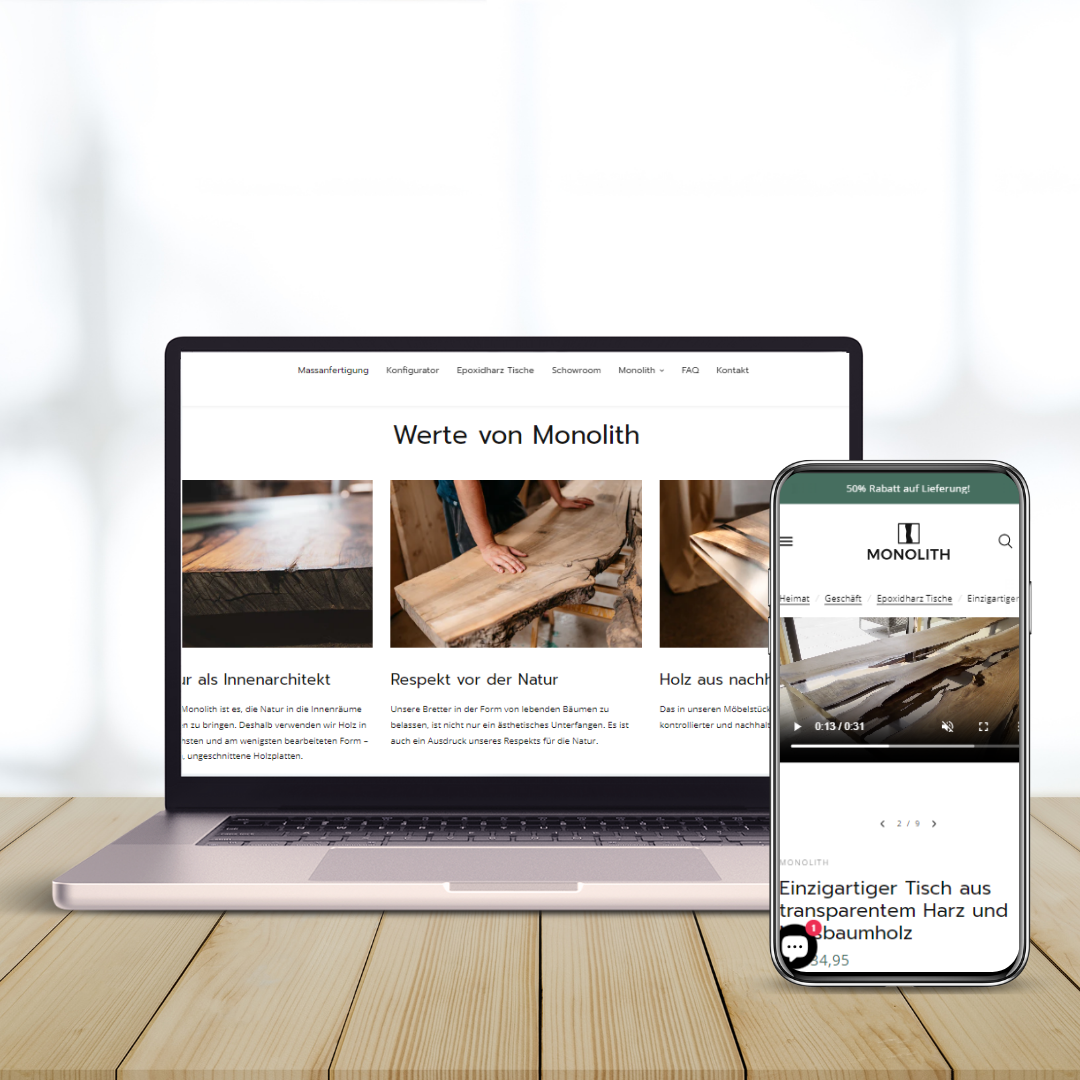 Massanfertigung Konfigurator Epoxidharz Tische Schowroom Monolith FAQ Kontakt
Werte von Monolith
ur als Innenarchitekt
Monolith ist es, die Natur in die Innenräume
n zu bringen. Deshalb verwenden wir Holz in
nsten und am wenigsten bearbeiteten Form –
, ungeschnittene Holzplatten.
Respekt vor der Natur
Unsere Bretter in der Form von lebenden Bäumen zu
belassen, ist nicht nur ein ästhetisches Unterfangen. Es ist
auch ein Ausdruck unseres Respekts für die Natur.
Holz aus nachh
Das in unseren Möbelstück
kontrollierter und nachhalt
50% Rabatt auf Lieferung!
MONOLITH
Heimat / Geschäft / Epoxidharz Tische / Einzigartiger
0:13 / 0:31
2 / 9
MONOLITH
Einzigartiger Tisch aus
transparentem Harz und
sbaumholz
1
34,95